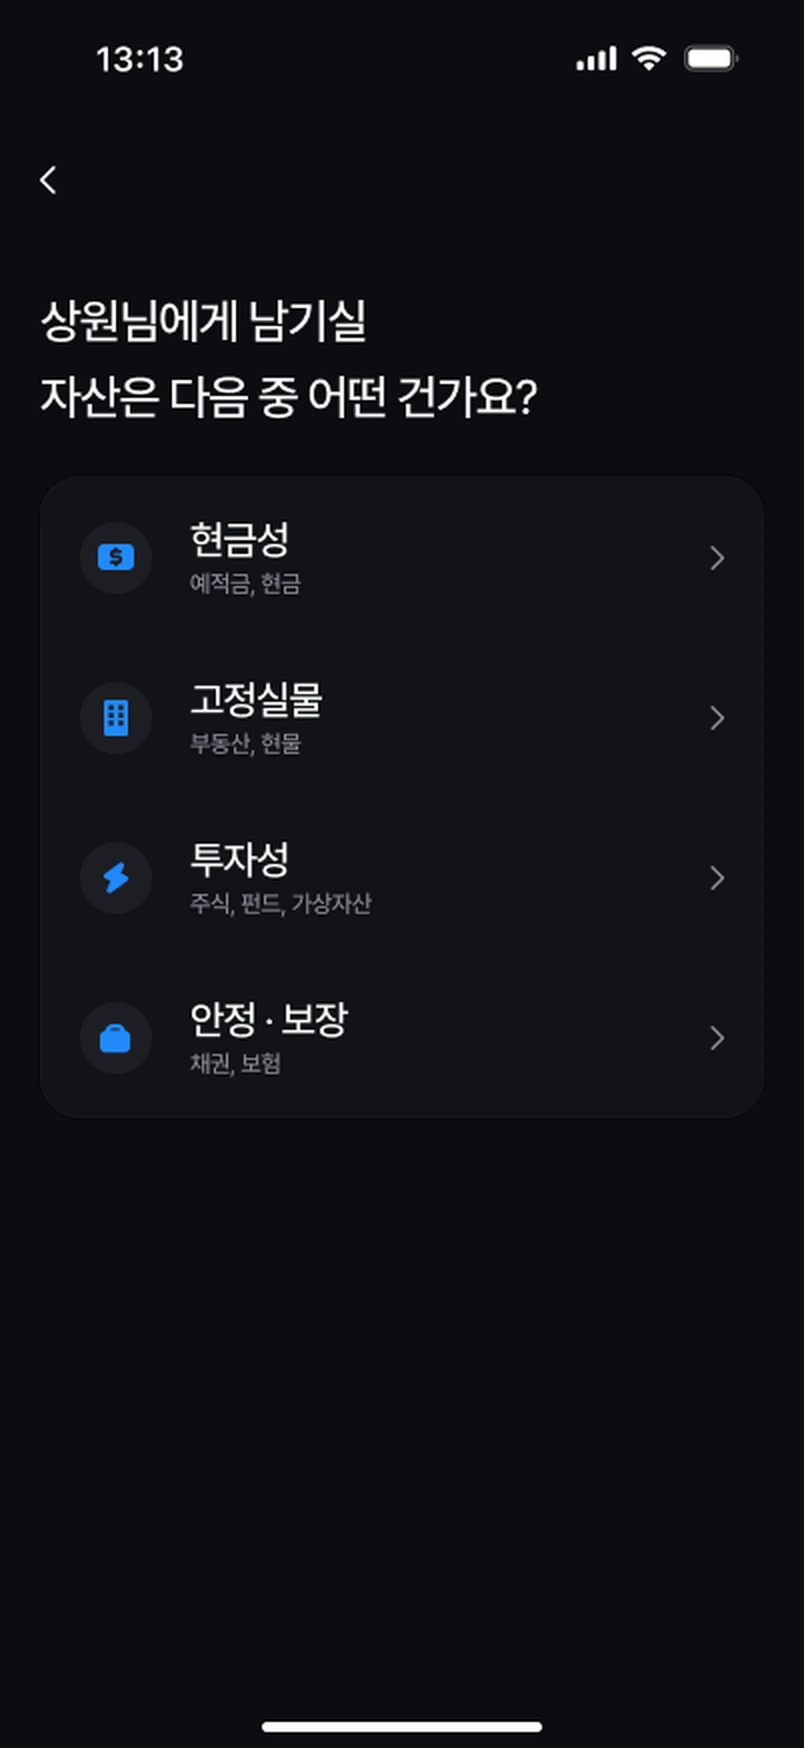 13:13
상원님에게 남기실
자산은 다음 중 어떤 건가요?
$
현금성
예적금, 현금
고정실물
부동산, 현물
투자성
주식, 펀드, 가상자산
안정 · 보장
채권, 보험